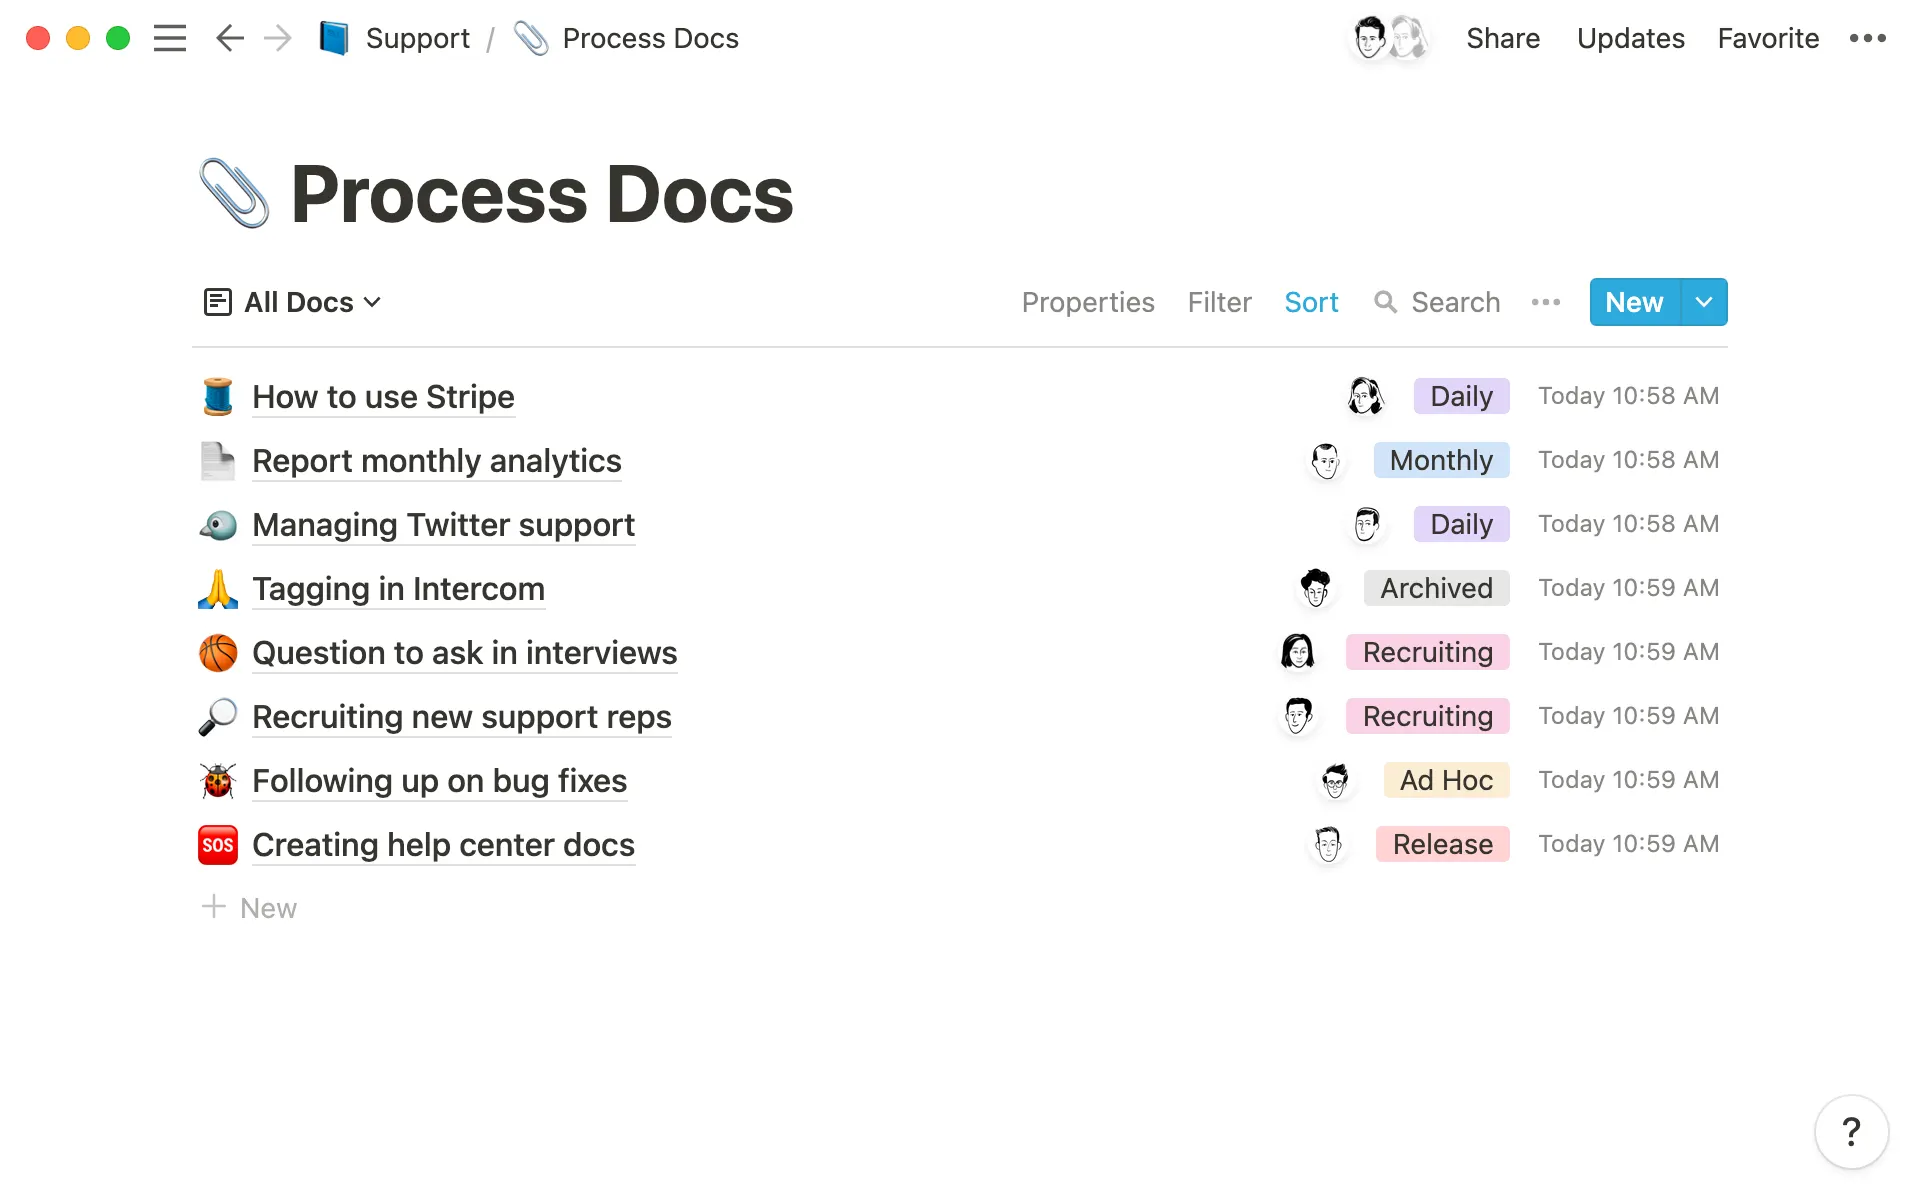 Support / Process Docs Share Updates Favorite
Process Docs
All Docs Properties Filter Sort Search New
How to use Stripe Daily Today 10:58 AM
Report monthly analytics Monthly Today 10:58 AM
Managing Twitter support Daily Today 10:58 AM
Tagging in Intercom Archived Today 10:59 AM
Question to ask in interviews Recruiting Today 10:59 AM
Recruiting new support reps Recruiting Today 10:59 AM
Following up on bug fixes Ad Hoc Today 10:59 AM
SOS Creating help center docs Release Today 10:59 AM
+ New
?